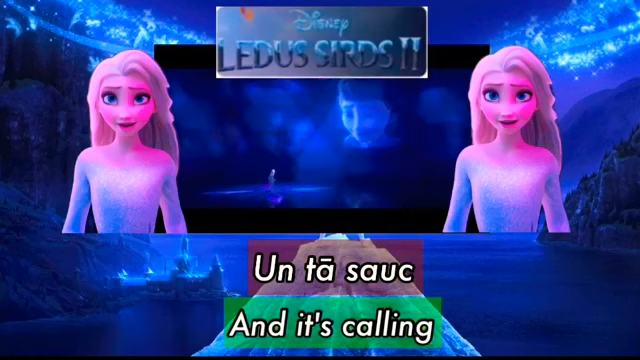 Disney
LEDUS SIRDS II
Un tā sauc
And it's calling